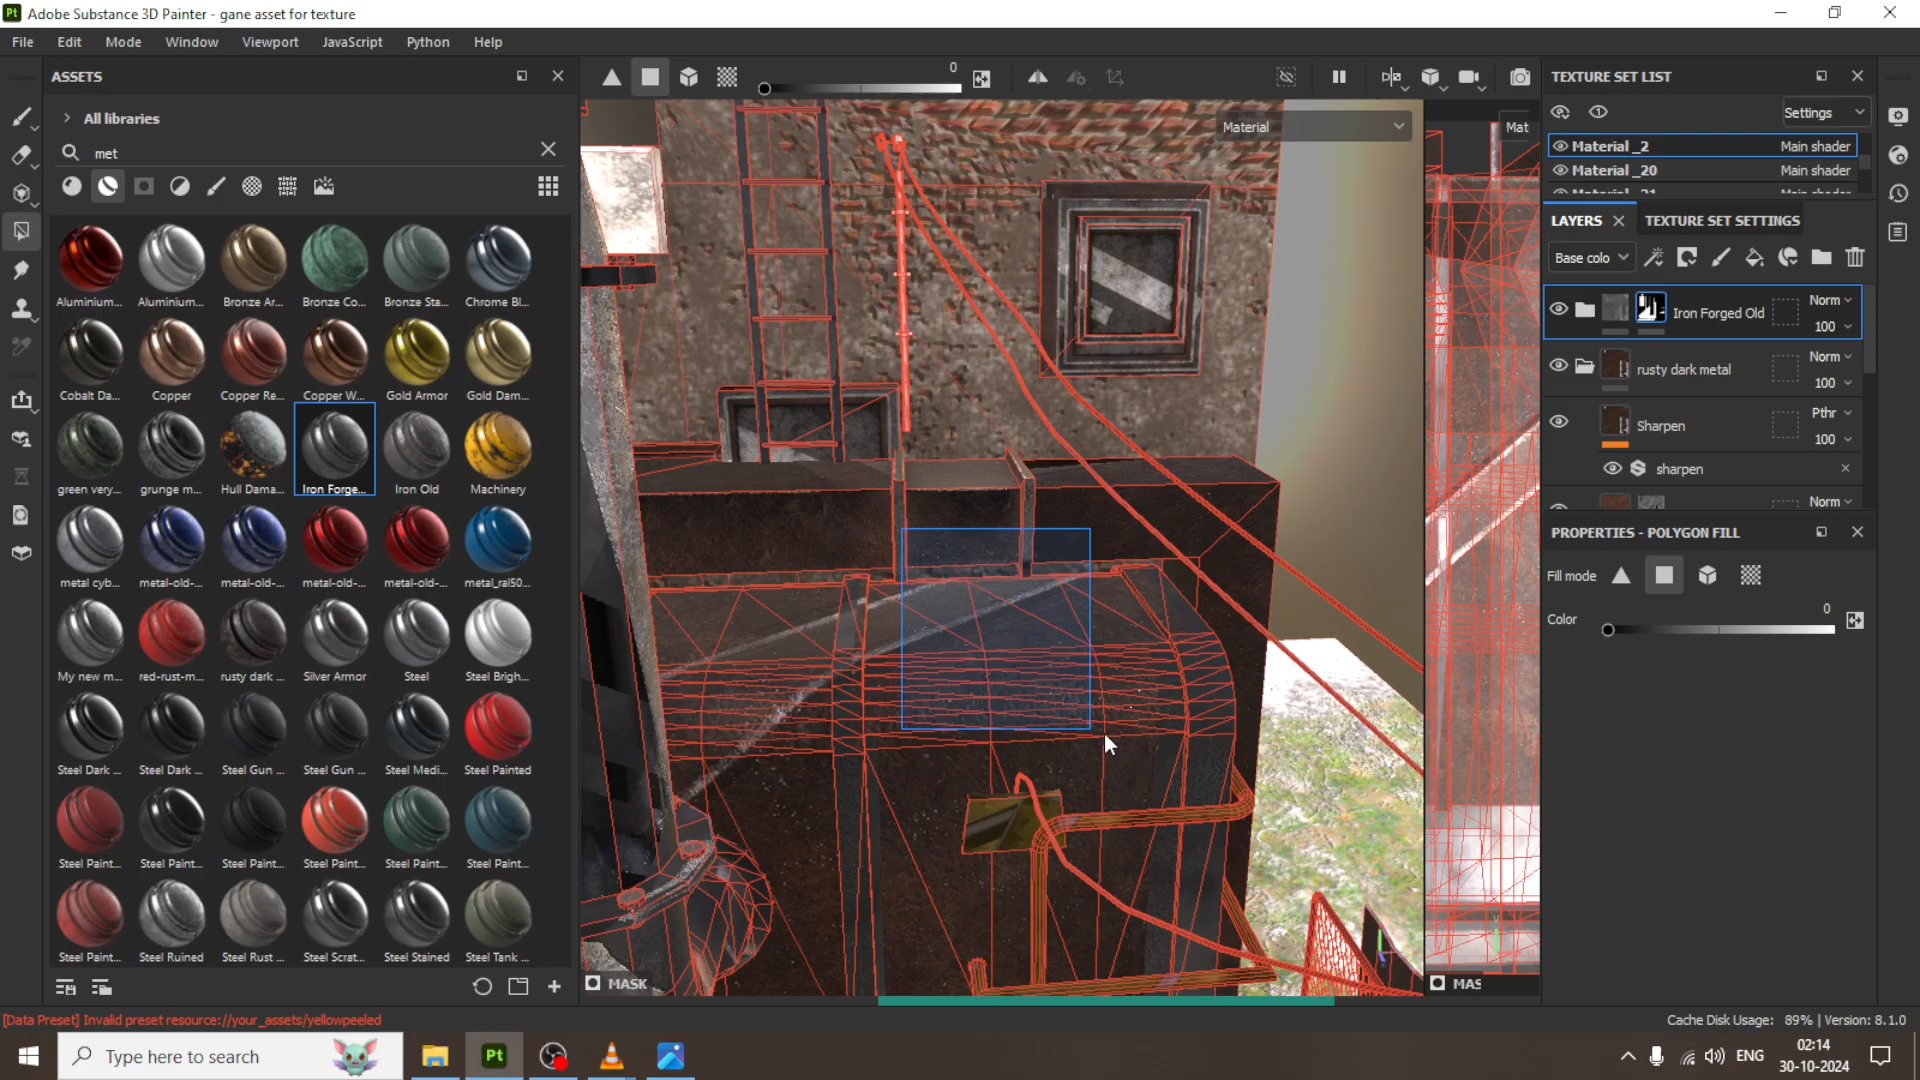 Pt Adobe Substance 3D Painter - gane asset for texture
File Edit Mode Window Viewport JavaScript Python Help
ASSETS
All libraries
met
Aluminium... Aluminium... Bronze Ar... Bronze Co... Bronze Sta... Chrome Bl...
Cobalt Da... Copper Copper Re... Copper W... Gold Armor Gold Dam...
green very... grunge m... Hull Dama... Iron Forge... Iron Old Machinery
metal cyb... metal-old-... metal-old-... metal-old-... metal-old-... metal_ral50...
My new m... red-rust-m... rusty dark ... Silver Armor Steel Steel Brigh...
Steel Dark ... Steel Dark ... Steel Gun ... Steel Gun ... Steel Medi... Steel Painted
Steel Paint... Steel Paint... Steel Paint... Steel Paint... Steel Paint... Steel Paint...
Steel Paint... Steel Ruined Steel Rust ... Steel Scrat... Steel Stained Steel Tank ...
0
Material
Mat
MASK
MAS
TEXTURE SET LIST
Settings
Material _2 Main shader
Material _20 Main shader
LAYERS TEXTURE SET SETTINGS
Base colo
Iron Forged Old Norm 100
rusty dark metal Norm 100
Sharpen Pthr 100
sharpen
Norm
PROPERTIES - POLYGON FILL
Fill mode
Color 0
[Data Preset] Invalid preset resource://your_assets/yellowpeeled
Cache Disk Usage: 89% | Version: 8.1.0
Type here to search
Pt
ENG
02:14
30-10-2024